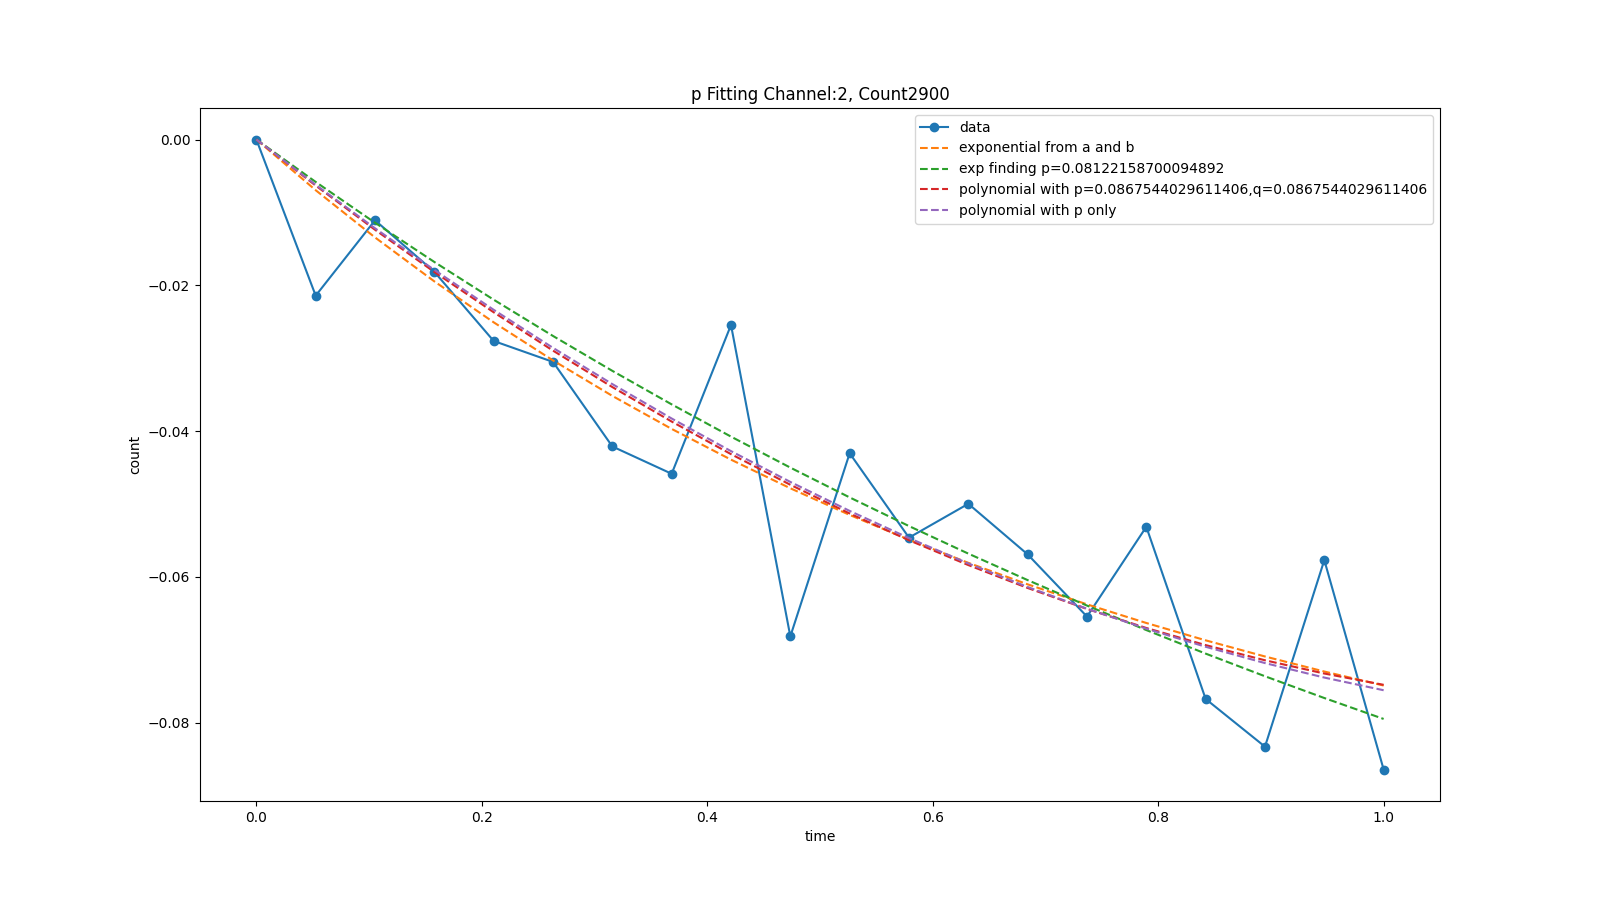 p Fitting Channel:2, Count2900
data
exponential from a and b
exp finding p=0.08122158700094892
polynomial with p=0.0867544029611406,q=0.0867544029611406
polynomial with p only
0.00
−0.02
−0.04
−0.06
−0.08
count
0.0 0.2 0.4 0.6 0.8 1.0
time